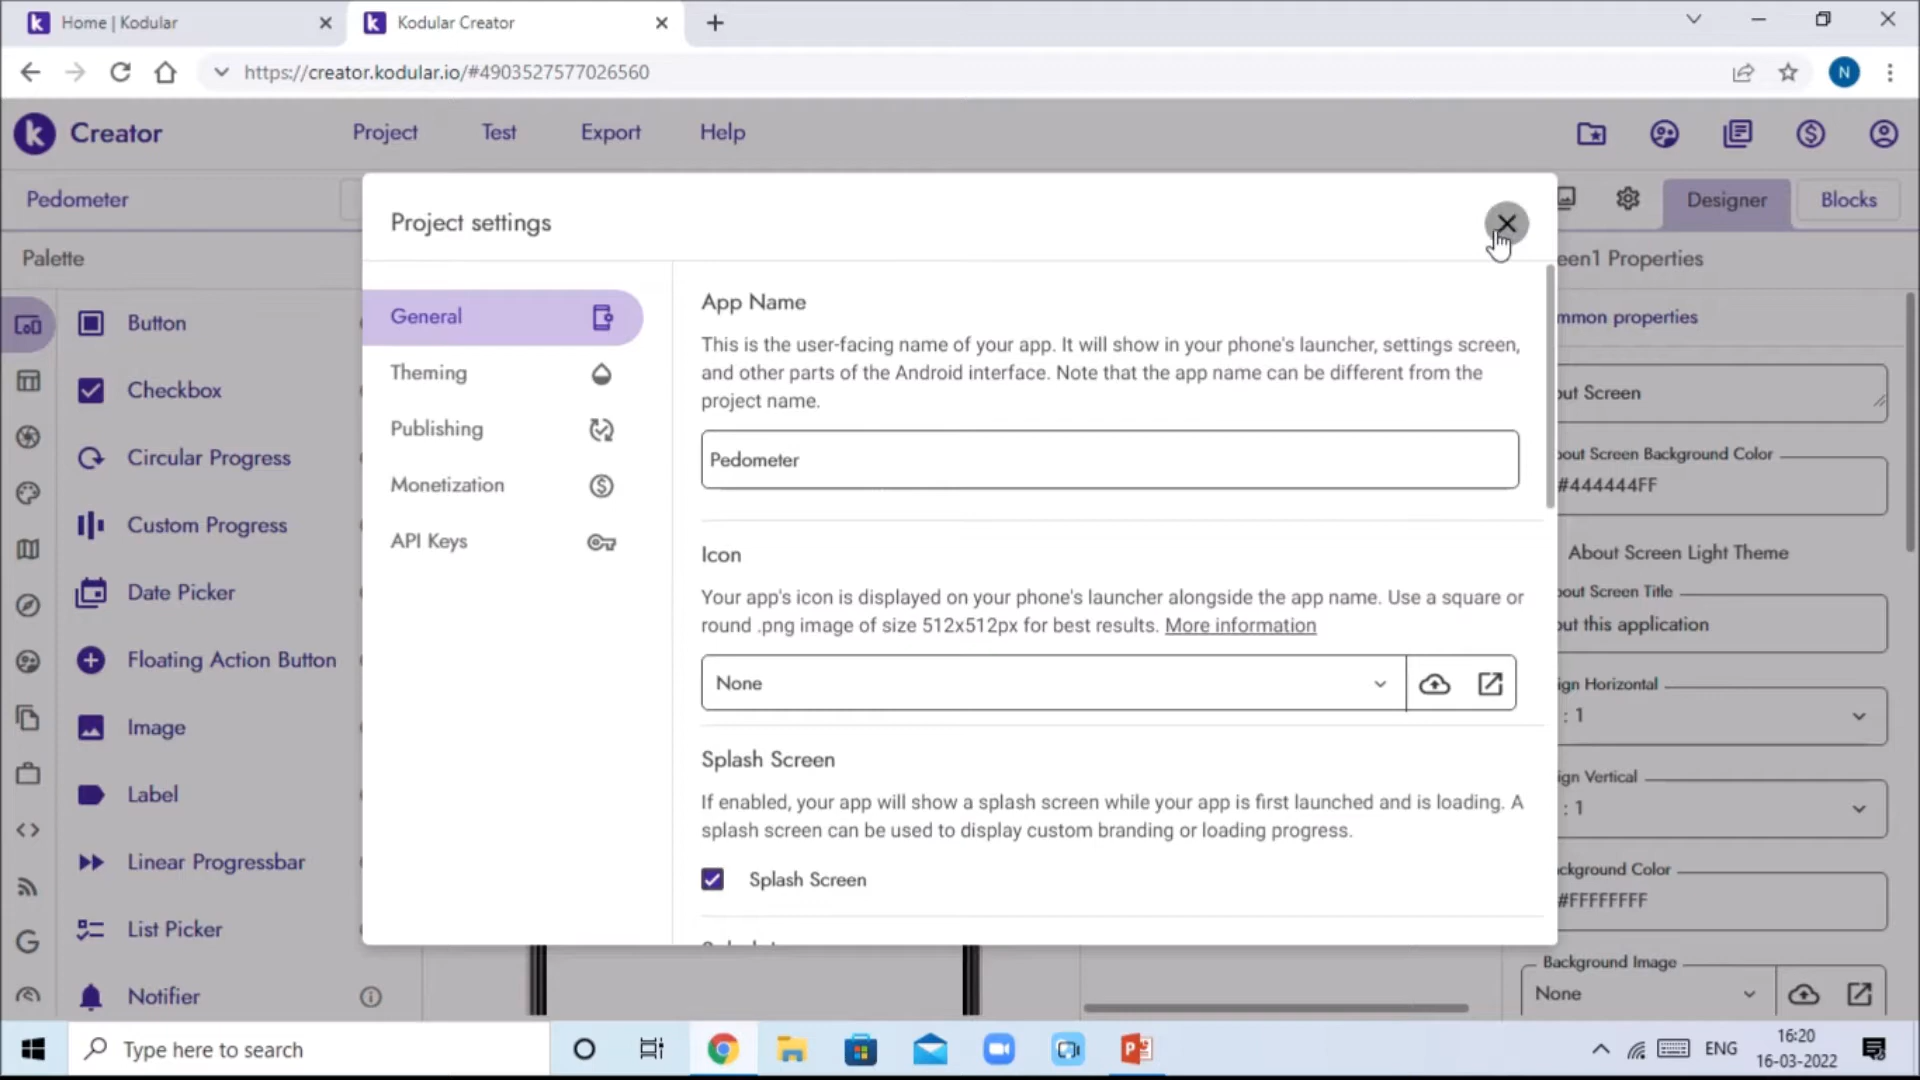 Home | Kodular
Kodular Creator
https://creator.kodular.io/#4903527577026560
N
Creator
Project
Test
Export
Help
Pedometer
Designer
Blocks
Palette
Button
Checkbox
Circular Progress
Custom Progress
Date Picker
Floating Action Button
Image
Label
Linear Progressbar
List Picker
Notifier
Project settings
General
Theming
Publishing
Monetization
API Keys
App Name
This is the user-facing name of your app. It will show in your phone's launcher, settings screen,
and other parts of the Android interface. Note that the app name can be different from the
project name.
Pedometer
Icon
Your app's icon is displayed on your phone's launcher alongside the app name. Use a square or
round .png image of size 512x512px for best results. More information
None
Splash Screen
If enabled, your app will show a splash screen while your app is first launched and is loading. A
splash screen can be used to display custom branding or loading progress.
Splash Screen
een1 Properties
mmon properties
out Screen
bout Screen Background Color
#444444FF
About Screen Light Theme
bout Screen Title
out this application
ign Horizontal
: 1
ign Vertical
: 1
ckground Color
#FFFFFFFF
Background Image
None
Type here to search
ENG
16:20
16-03-2022